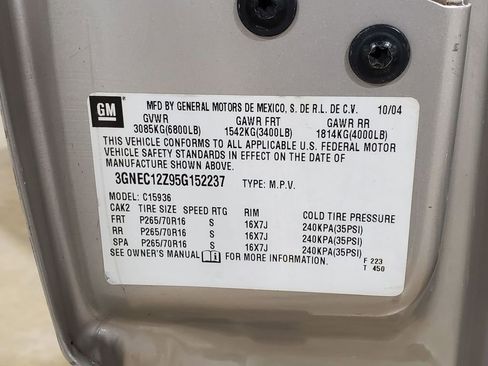 GM
MFD BY GENERAL MOTORS DE MEXICO, S. DE R.L. DE C.V. 10/04
GVWR GAWR FRT GAWR RR
3085KG(6800LB) 1542KG(3400LB) 1814KG(4000LB)
THIS VEHICLE CONFORMS TO ALL APPLICABLE U.S. FEDERAL MOTOR
VEHICLE SAFETY STANDARDS IN EFFECT ON THE DATE OF
MANUFACTURE SHOWN ABOVE.
3GNEC12Z95G152237 TYPE: M.P.V.
MODEL: C15936
CAK2 TIRE SIZE SPEED RTG RIM COLD TIRE PRESSURE
FRT P265/70R16 S 16X7J 240KPA(35PSI)
RR P265/70R16 S 16X7J 240KPA(35PSI)
SPA P265/70R16 S 16X7J 240KPA(35PSI)
SEE OWNER'S MANUAL FOR MORE INFORMATION. F 223
T 450